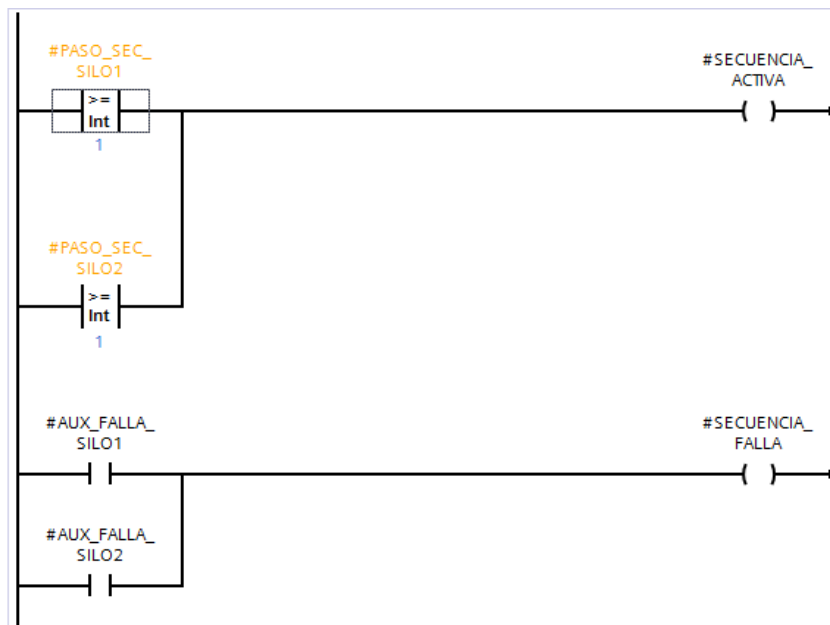 #PASO_SEC_
SILO1
>=
Int
1
#SECUENCIA_
ACTIVA
#PASO_SEC_
SILO2
>=
Int
1
#AUX_FALLA_
SILO1
#SECUENCIA_
FALLA
#AUX_FALLA_
SILO2